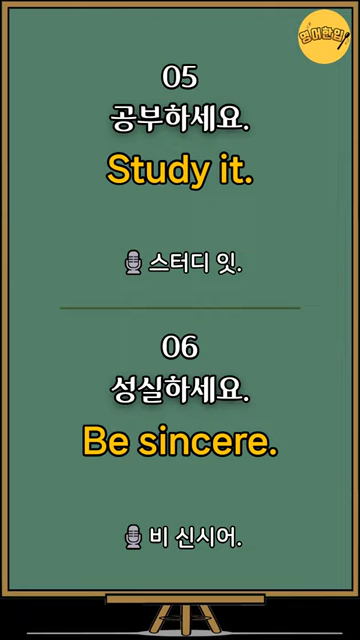 영어한입
05
공부하세요.
Study it.
스터디 잇.
06
성실하세요.
Be sincere.
비 신시어.